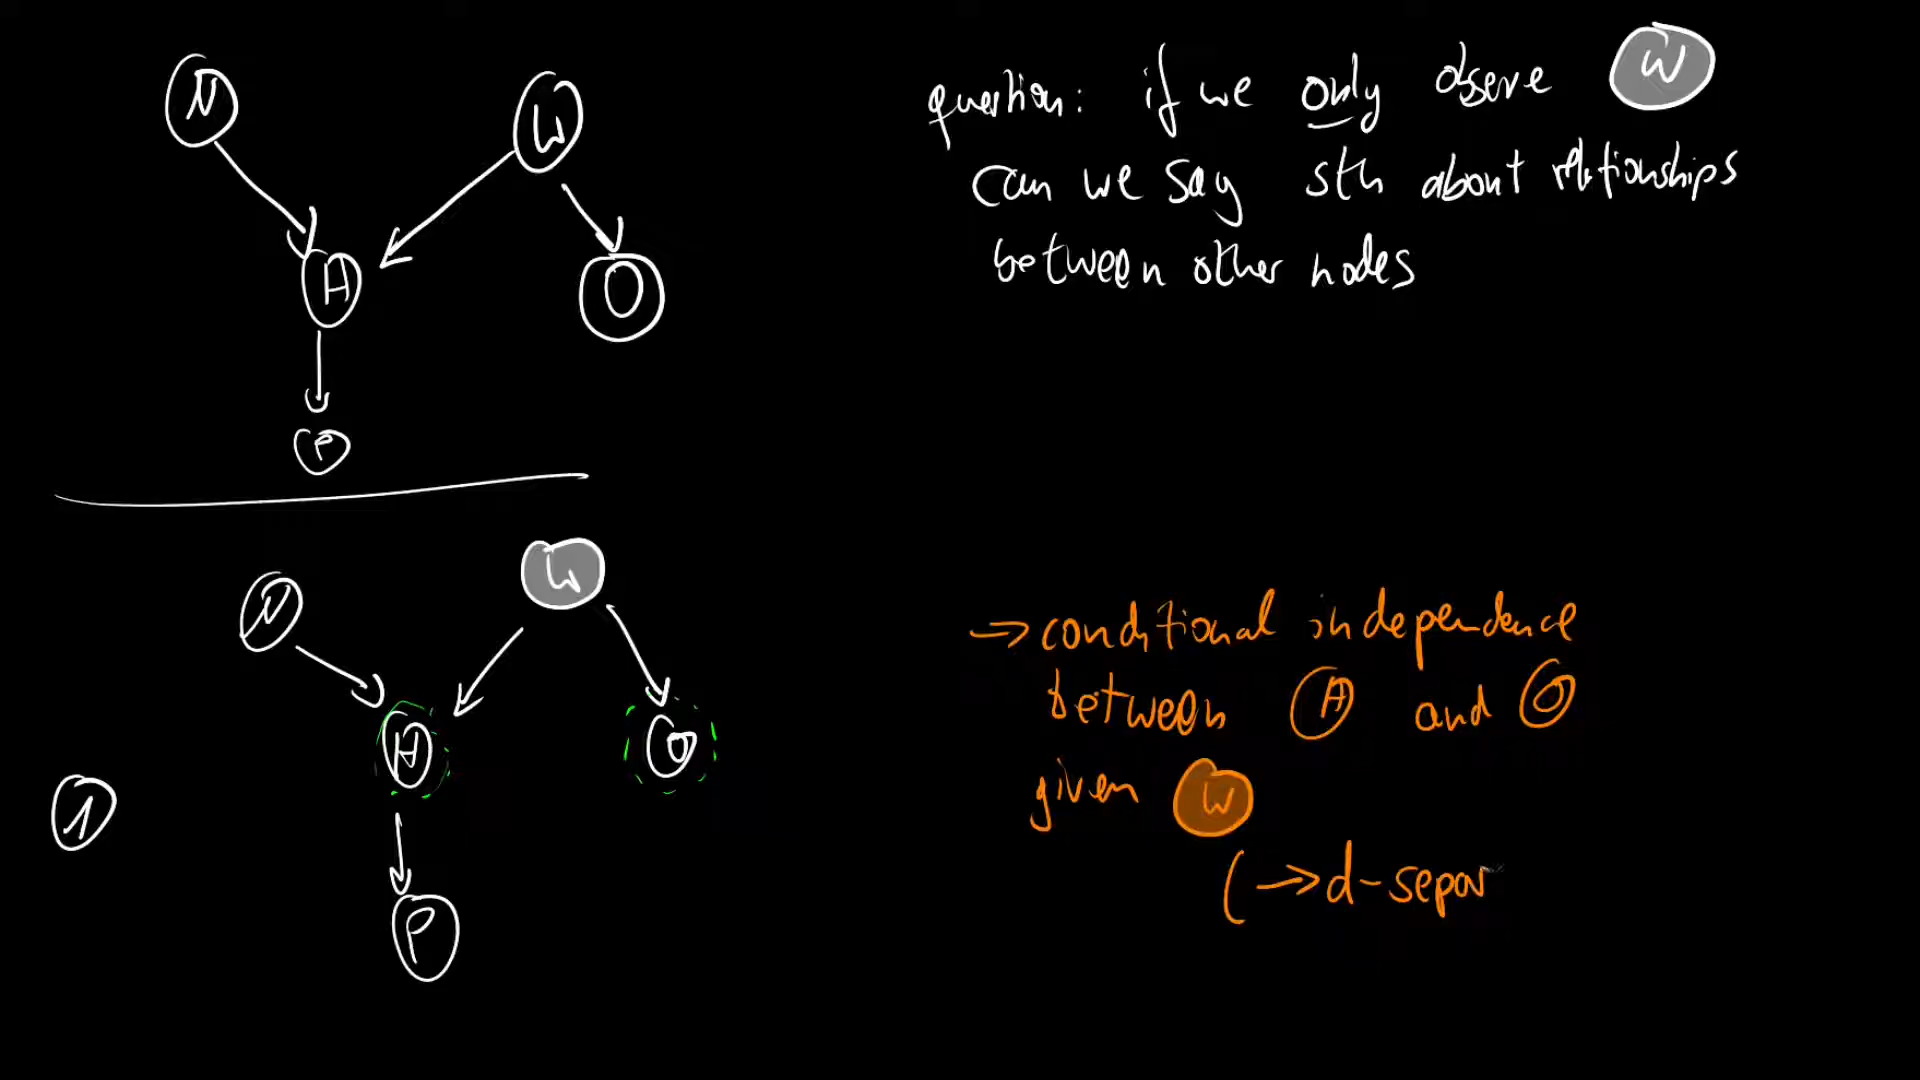 N
W
A
O
P
question: if we only observe W
can we say sth about relationships
between other nodes
W
N
A
O
1
P
→ conditional independence
between A and O
given W
(→ d-separ